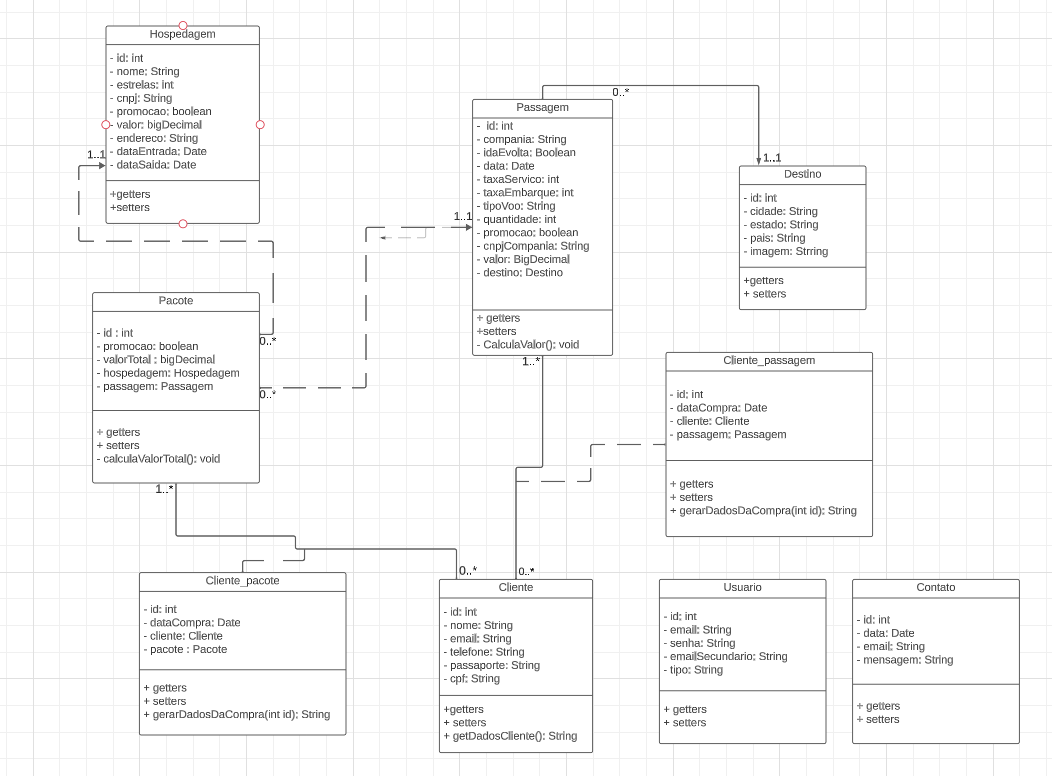 Hospedagem
- id: int
- nome: String
- estrelas: int
- cnpj: String
- promocao: boolean
- valor: bigDecimal
- endereco: String
- dataEntrada: Date
- dataSaida: Date
+getters
+setters
1..1
0..*
Passagem
- id: int
- compania: String
- idaEvolta: Boolean
- data: Date
- taxaServico: int
- taxaEmbarque: int
- tipoVoo: String
- quantidade: int
- promocao: boolean
- cnpjCompania: String
- valor: BigDecimal
- destino: Destino
+ getters
+setters
- CalculaValor(): void
1..1
1..*
0..*
1..1
Destino
- id: int
- cidade: String
- estado: String
- pais: String
- imagem: Strring
+getters
+ setters
Pacote
- id : int
- promocao: boolean
- valorTotal : bigDecimal
- hospedagem: Hospedagem
- passagem: Passagem
+ getters
+ setters
- calculaValorTotal(): void
0..*
1..*
Cliente_passagem
- id: int
- dataCompra: Date
- cliente: Cliente
- passagem: Passagem
+ getters
+ setters
+ gerarDadosDaCompra(int id): String
Cliente_pacote
- id: int
- dataCompra: Date
- cliente: Cliente
- pacote : Pacote
+ getters
+ setters
+ gerarDadosDaCompra(int id): String
0..*
0..*
Cliente
- id: int
- nome: String
- email: String
- telefone: String
- passaporte: String
- cpf: String
+getters
+ setters
+ getDadosCliente(): String
Usuario
- id: int
- email: String
- senha: String
- emailSecundario: String
- tipo: String
+ getters
+ setters
Contato
- id: int
- data: Date
- email: String
- mensagem: String
+ getters
+ setters